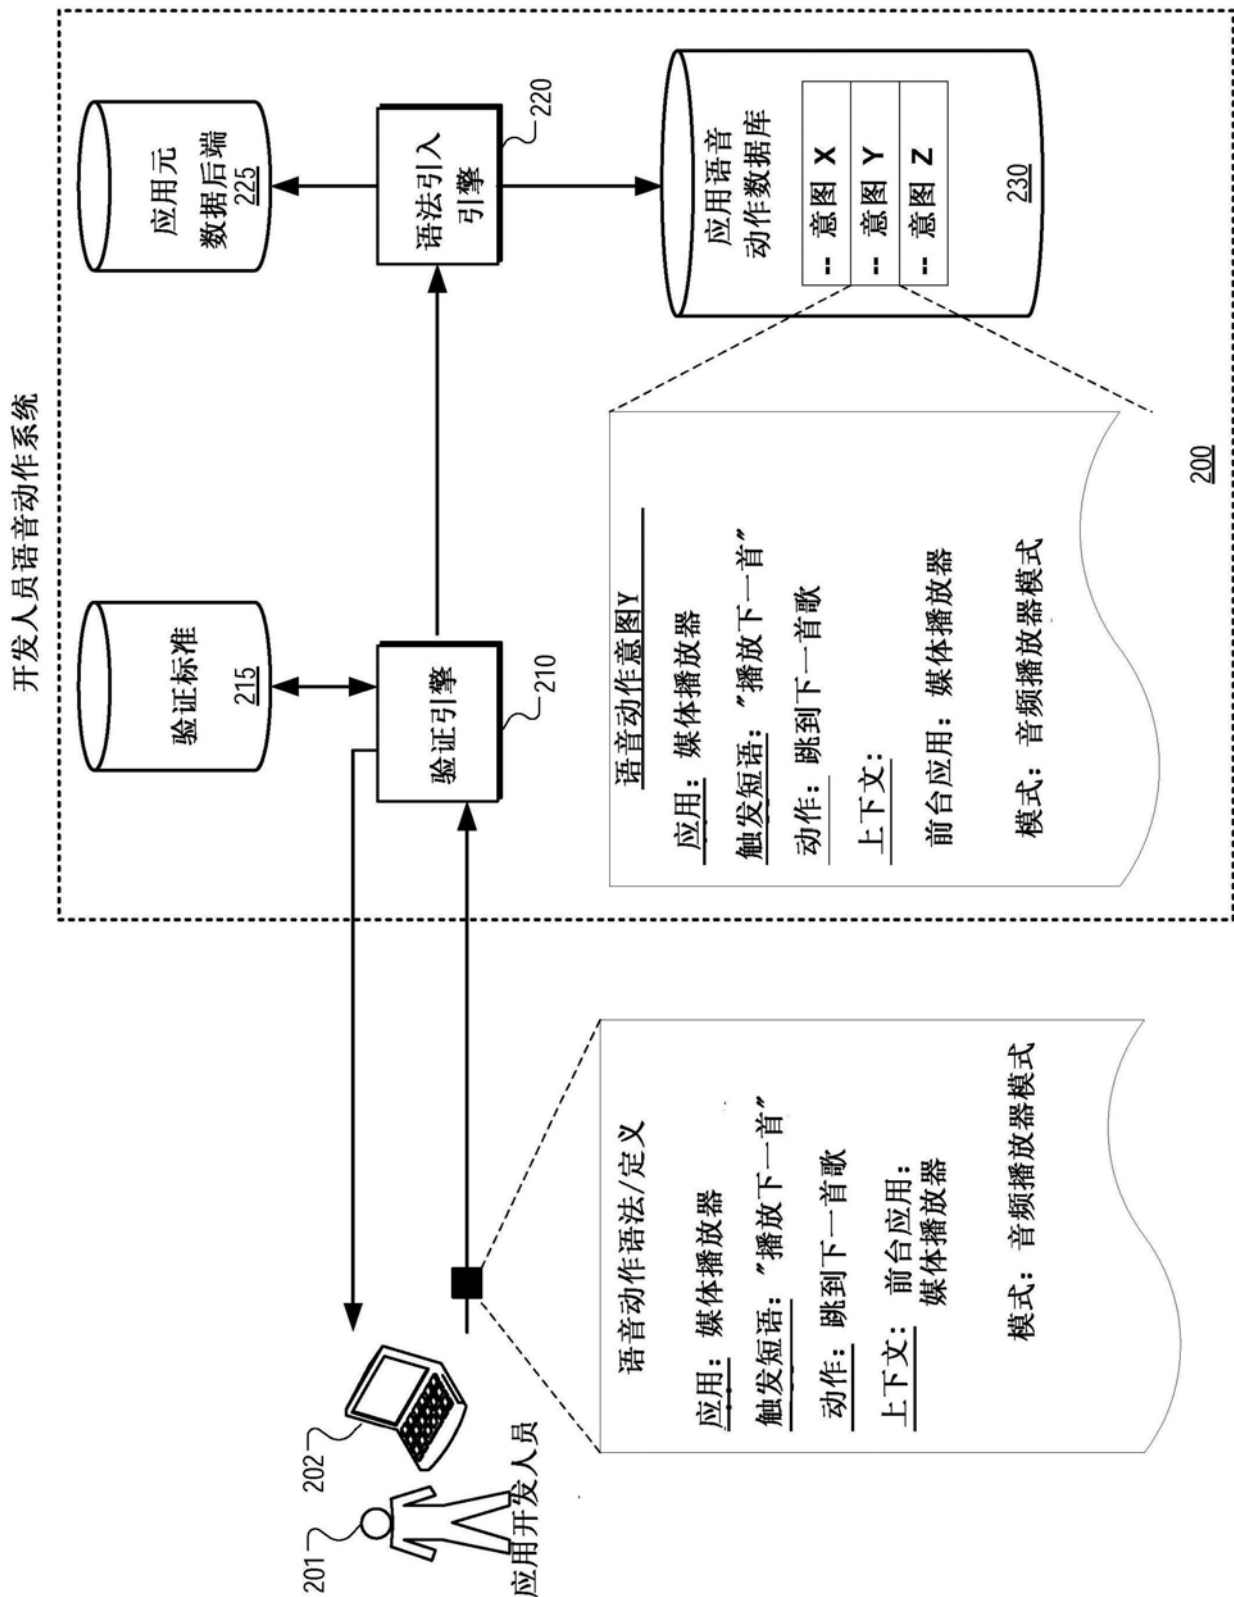 开发人员语音动作系统
应用元
数据后端
225
验证标准
215
语法引入
引擎
220
验证引擎
210
201
202
应用开发人员
应用语音
动作数据库
-- 意图 X
-- 意图 Y
-- 意图 Z
230
语音动作语法/定义
应用: 媒体播放器
触发短语: "播放下一首"
动作: 跳到下一首歌
上下文: 前台应用:
媒体播放器
模式: 音频播放器模式
语音动作意图Y
应用: 媒体播放器
触发短语: "播放下一首"
动作: 跳到下一首歌
上下文:
前台应用: 媒体播放器
模式: 音频播放器模式
200